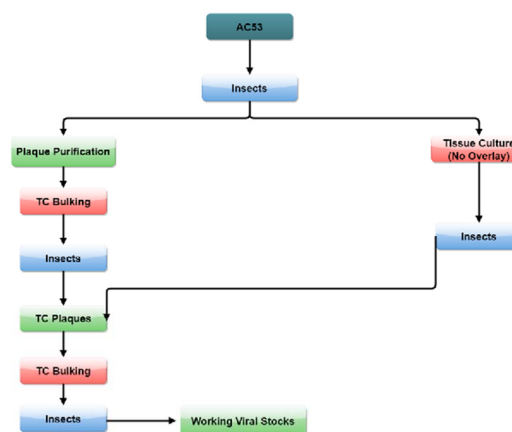 AC53
Insects
Plaque Purification
Tissue Culture
(No Overlay)
TC Bulking
Insects
Insects
TC Plaques
TC Bulking
Insects
Working Viral Stocks